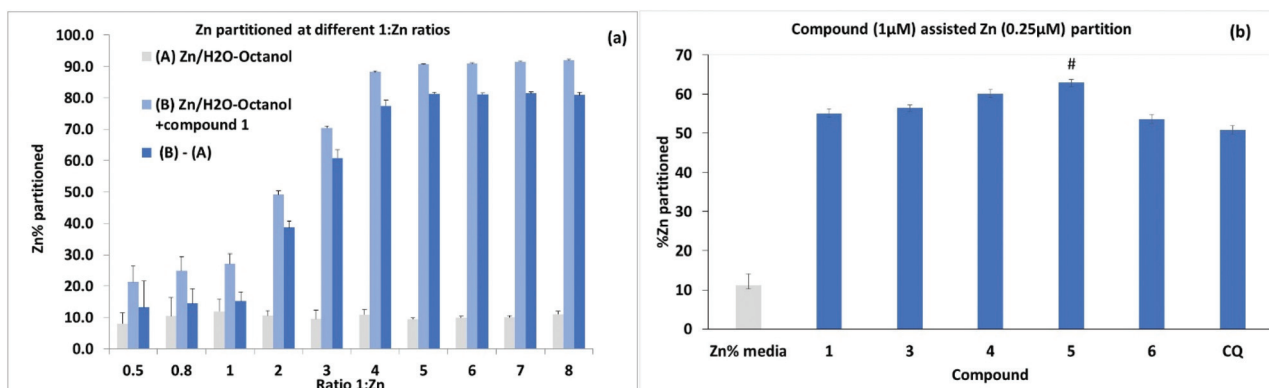 Zn partitioned at different 1:Zn ratios
(a)
100.0
90.0
80.0
70.0
60.0
50.0
40.0
30.0
20.0
10.0
0.0
Zn% partitioned
(A) Zn/H2O-Octanol
(B) Zn/H2O-Octanol
+compound 1
(B) - (A)
0.5 0.8 1 2 3 4 5 6 7 8
Ratio 1:Zn
Compound (1µM) assisted Zn (0.25µM) partition
(b)
70
60
50
40
30
20
10
0
%Zn partitioned
#
Zn% media 1 3 4 5 6 CQ
Compound